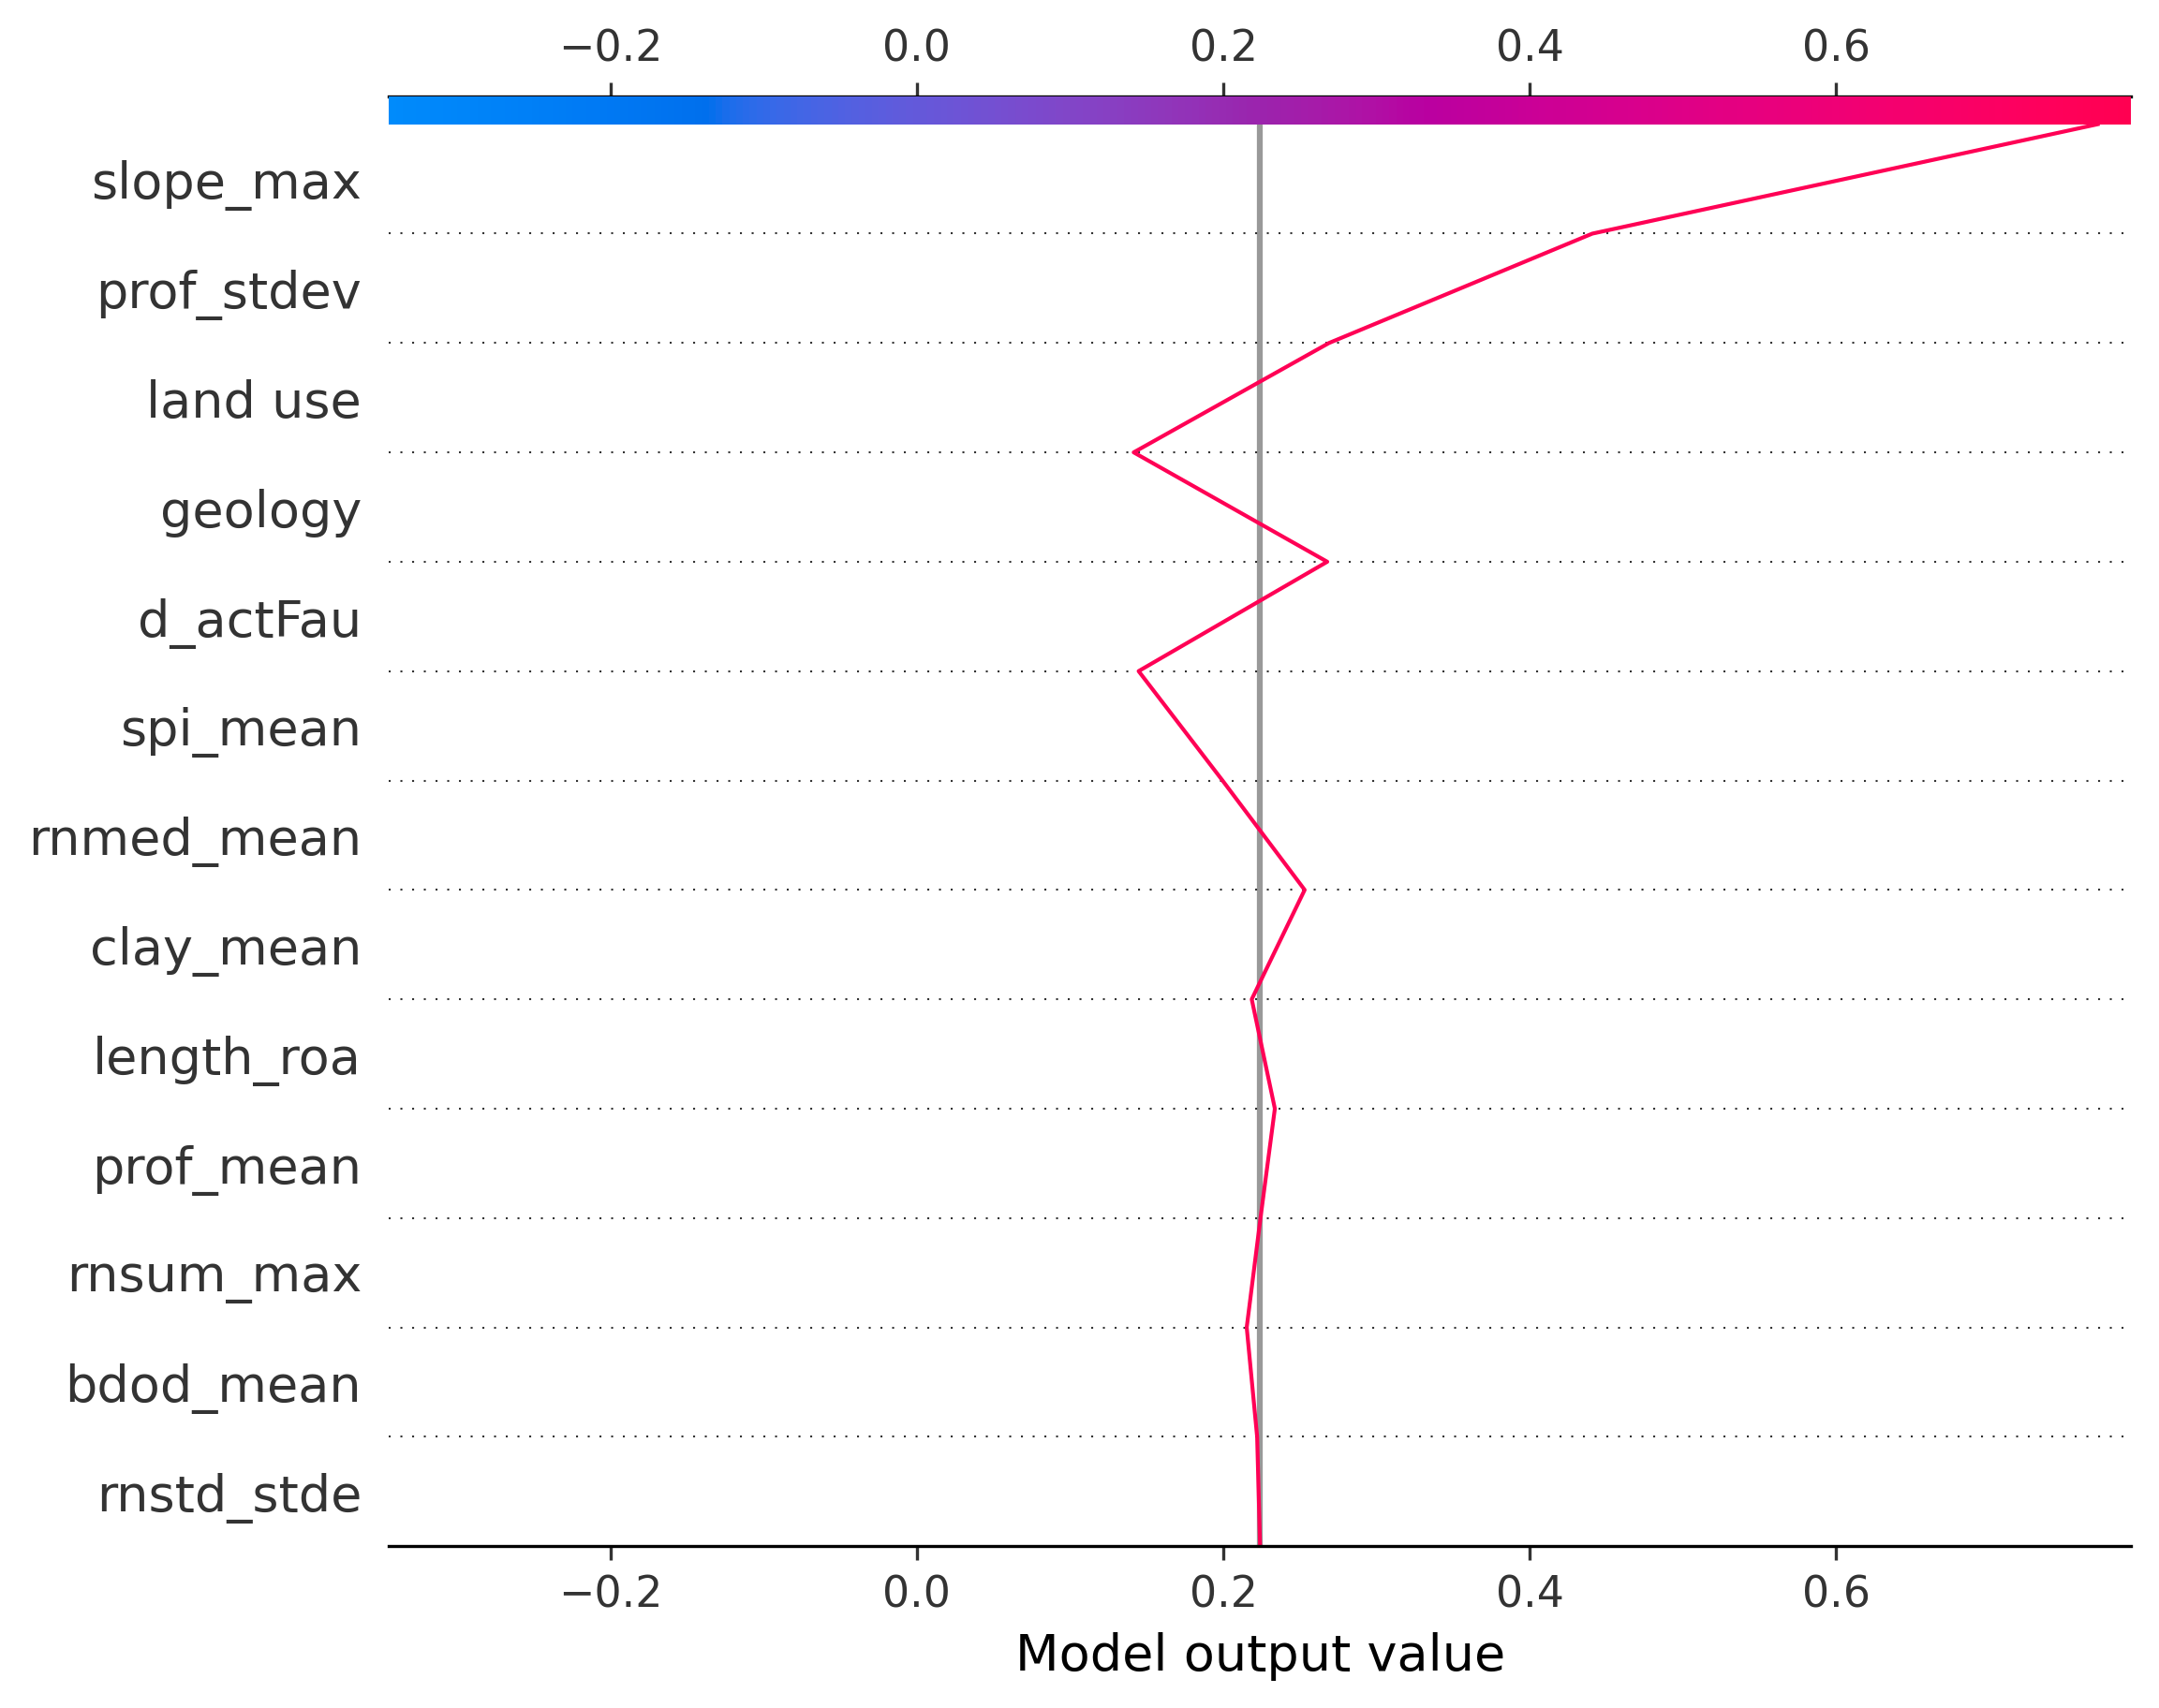 −0.2 0.0 0.2 0.4 0.6
slope_max
prof_stdev
land use
geology
d_actFau
spi_mean
rnmed_mean
clay_mean
length_roa
prof_mean
rnsum_max
bdod_mean
rnstd_stde
−0.2 0.0 0.2 0.4 0.6
Model output value